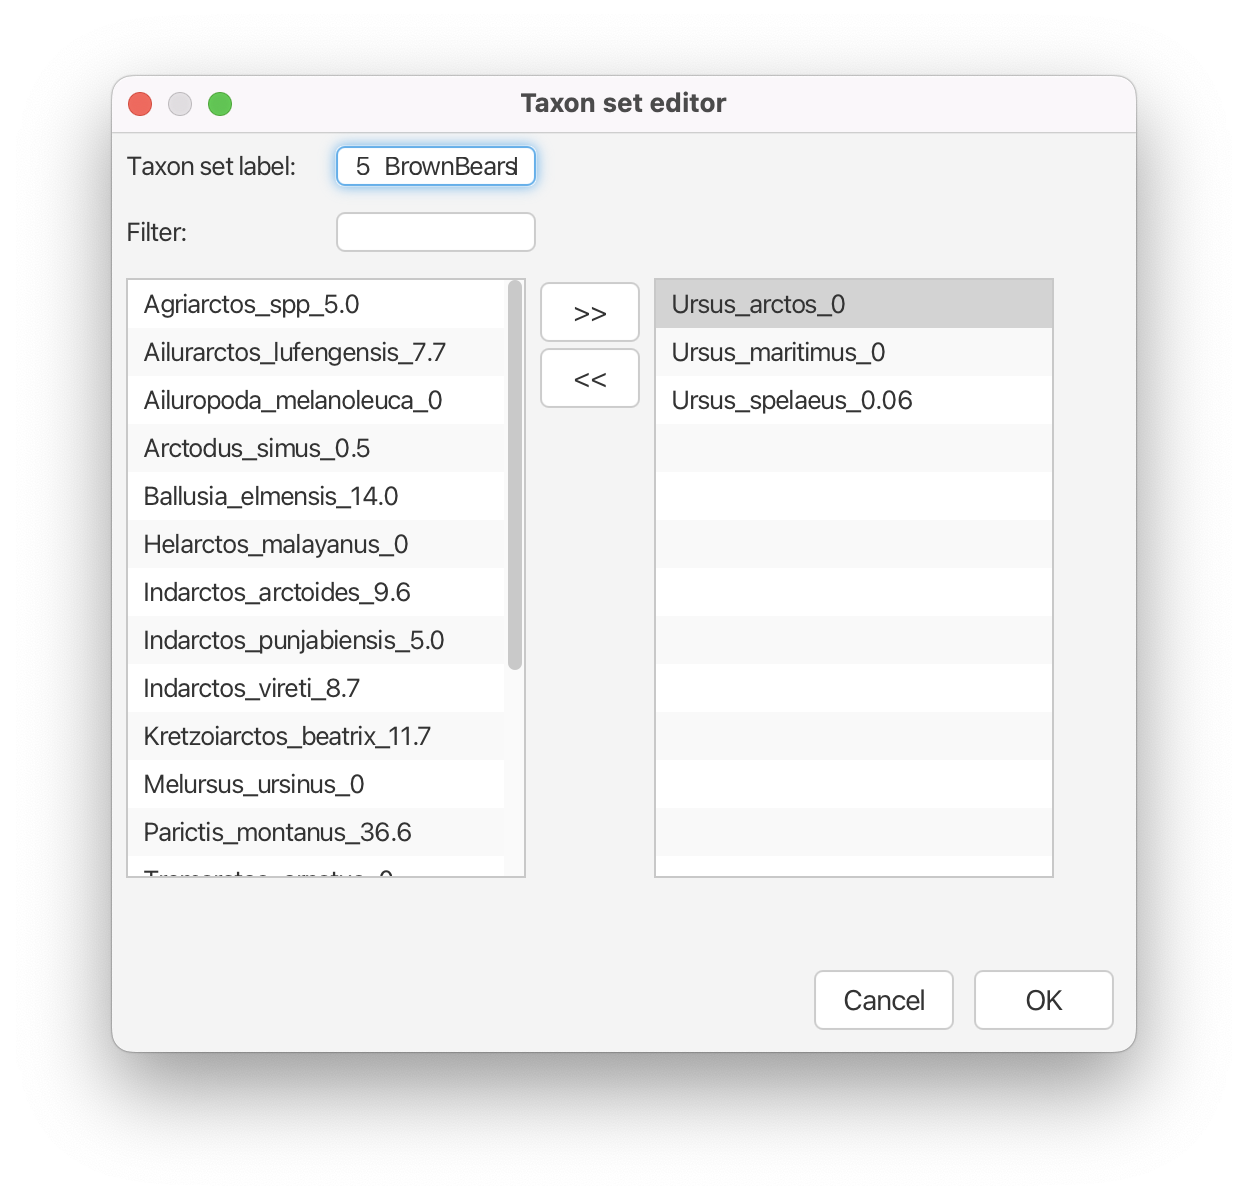 Taxon set editor
Taxon set label: 5 BrownBears
Filter:
Agriarctos_spp_5.0
Ailurarctos_lufengensis_7.7
Ailuropoda_melanoleuca_0
Arctodus_simus_0.5
Ballusia_elmensis_14.0
Helarctos_malayanus_0
Indarctos_arctoides_9.6
Indarctos_punjabiensis_5.0
Indarctos_vireti_8.7
Kretzoiarctos_beatrix_11.7
Melursus_ursinus_0
Parictis_montanus_36.6
>>
<<
Ursus_arctos_0
Ursus_maritimus_0
Ursus_spelaeus_0.06
Cancel OK